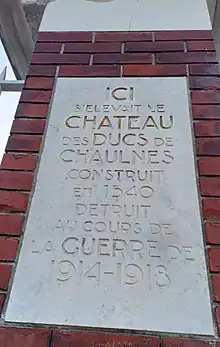 ICI
S'ELEVAIT LE
CHATEAU
DES DUCS DE
CHAULNES
CONSTRUIT
EN 1540
DETRUIT
AU COURS DE
LA GUERRE DE
1914-1918